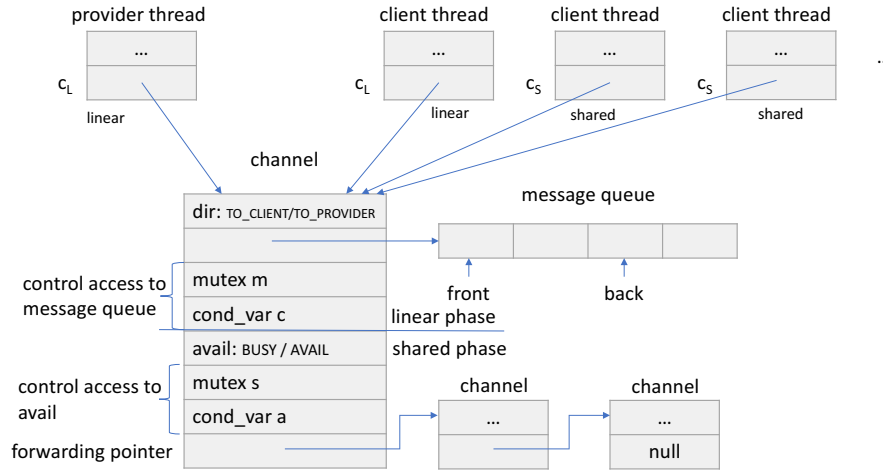 provider thread
client thread
client thread
client thread
...
...
...
...
..
cL
cL
cS
cS
linear
linear
shared
shared
channel
message queue
dir: TO_CLIENT/TO_PROVIDER
control access to
message queue
mutex m
cond_var c
front
back
linear phase
avail: BUSY / AVAIL
shared phase
control access to
avail
mutex s
cond_var a
channel
channel
...
...
forwarding pointer
null